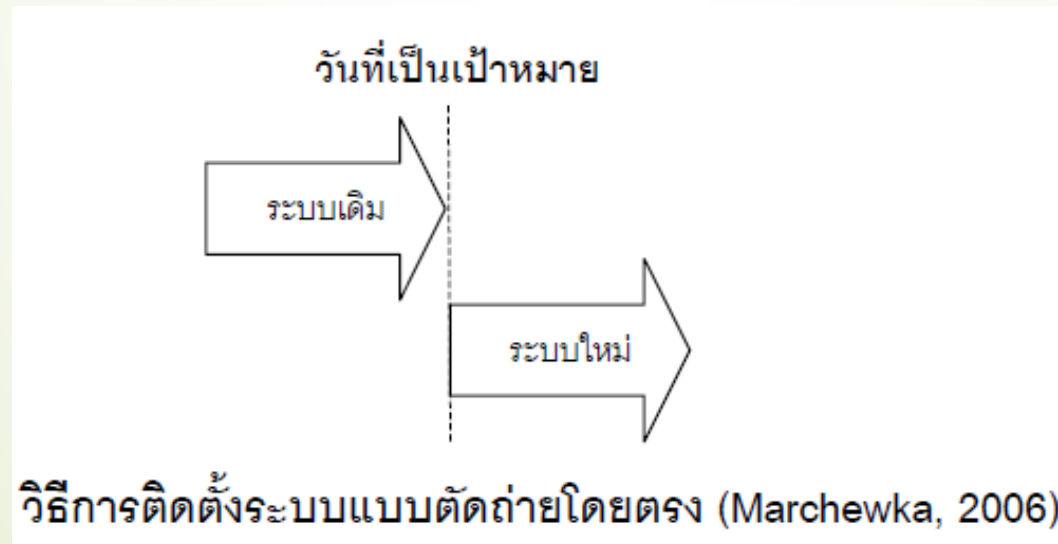 วันที่เป็นเป้าหมาย
ระบบเดิม
ระบบใหม่
วิธีการติดตั้งระบบแบบตัดถ่ายโดยตรง (Marchewka, 2006)